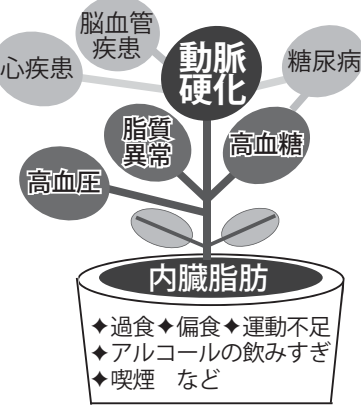 脳血管
疾患
心疾患
動脈
硬化
糖尿病
脂質
異常
高血糖
高血圧
内臓脂肪
✦過食✦偏食✦運動不足
✦アルコールの飲みすぎ
✦喫煙　など